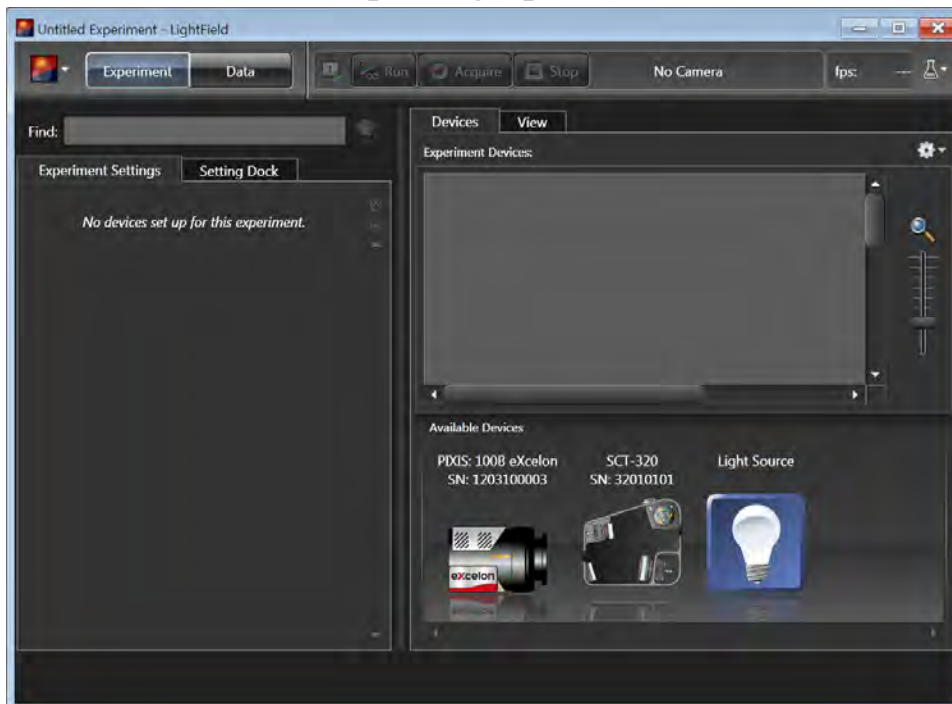 Untitled Experiment - LightField
Experiment Data Run Acquire Stop No Camera fps: ---
Find:
Devices View
Experiment Devices:
Experiment Settings Setting Dock
No devices set up for this experiment.
Available Devices
PIXIS: 100B eXcelon SCT-320 Light Source
SN: 1203100003 SN: 32010101
eXcelon